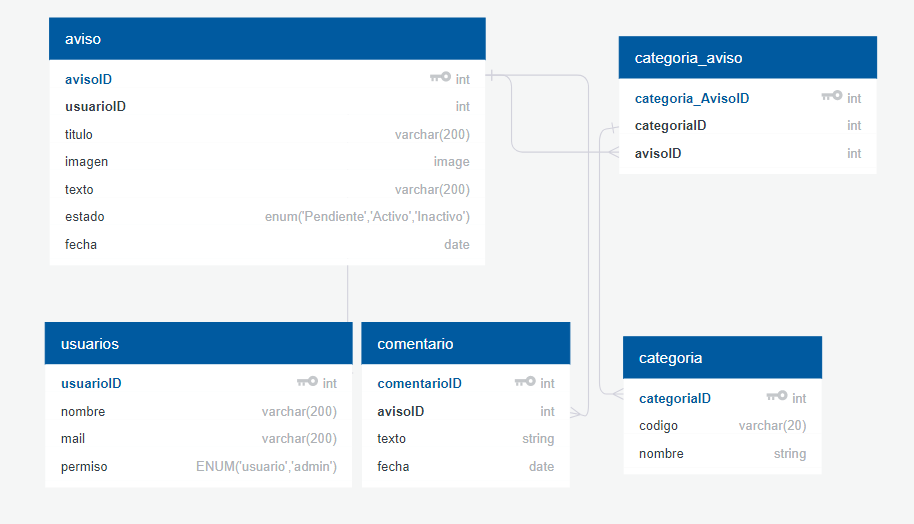 aviso
avisoID int
usuarioID int
titulo varchar(200)
imagen image
texto varchar(200)
estado enum('Pendiente','Activo','Inactivo')
fecha date
categoria_aviso
categoria_AvisoID int
categoriaID int
avisoID int
usuarios
usuarioID int
nombre varchar(200)
mail varchar(200)
permiso ENUM('usuario','admin')
comentario
comentarioID int
avisoID int
texto string
fecha date
categoria
categoriaID int
codigo varchar(20)
nombre string